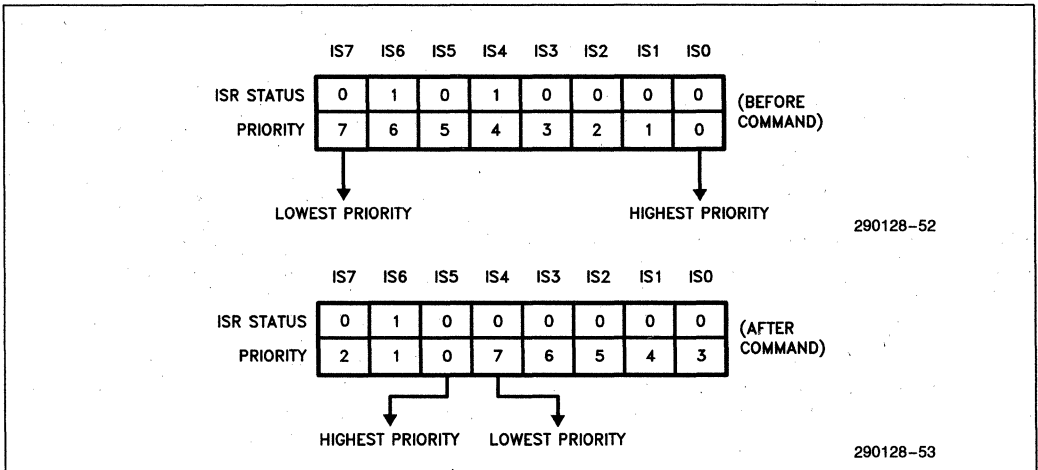 IS7 IS6 IS5 IS4 IS3 IS2 IS1 IS0
ISR STATUS 0 1 0 1 0 0 0 0 (BEFORE
PRIORITY 7 6 5 4 3 2 1 0 COMMAND)
LOWEST PRIORITY HIGHEST PRIORITY
290128-52
IS7 IS6 IS5 IS4 IS3 IS2 IS1 IS0
ISR STATUS 0 1 0 0 0 0 0 0 (AFTER
PRIORITY 2 1 0 7 6 5 4 3 COMMAND)
HIGHEST PRIORITY LOWEST PRIORITY
290128-53